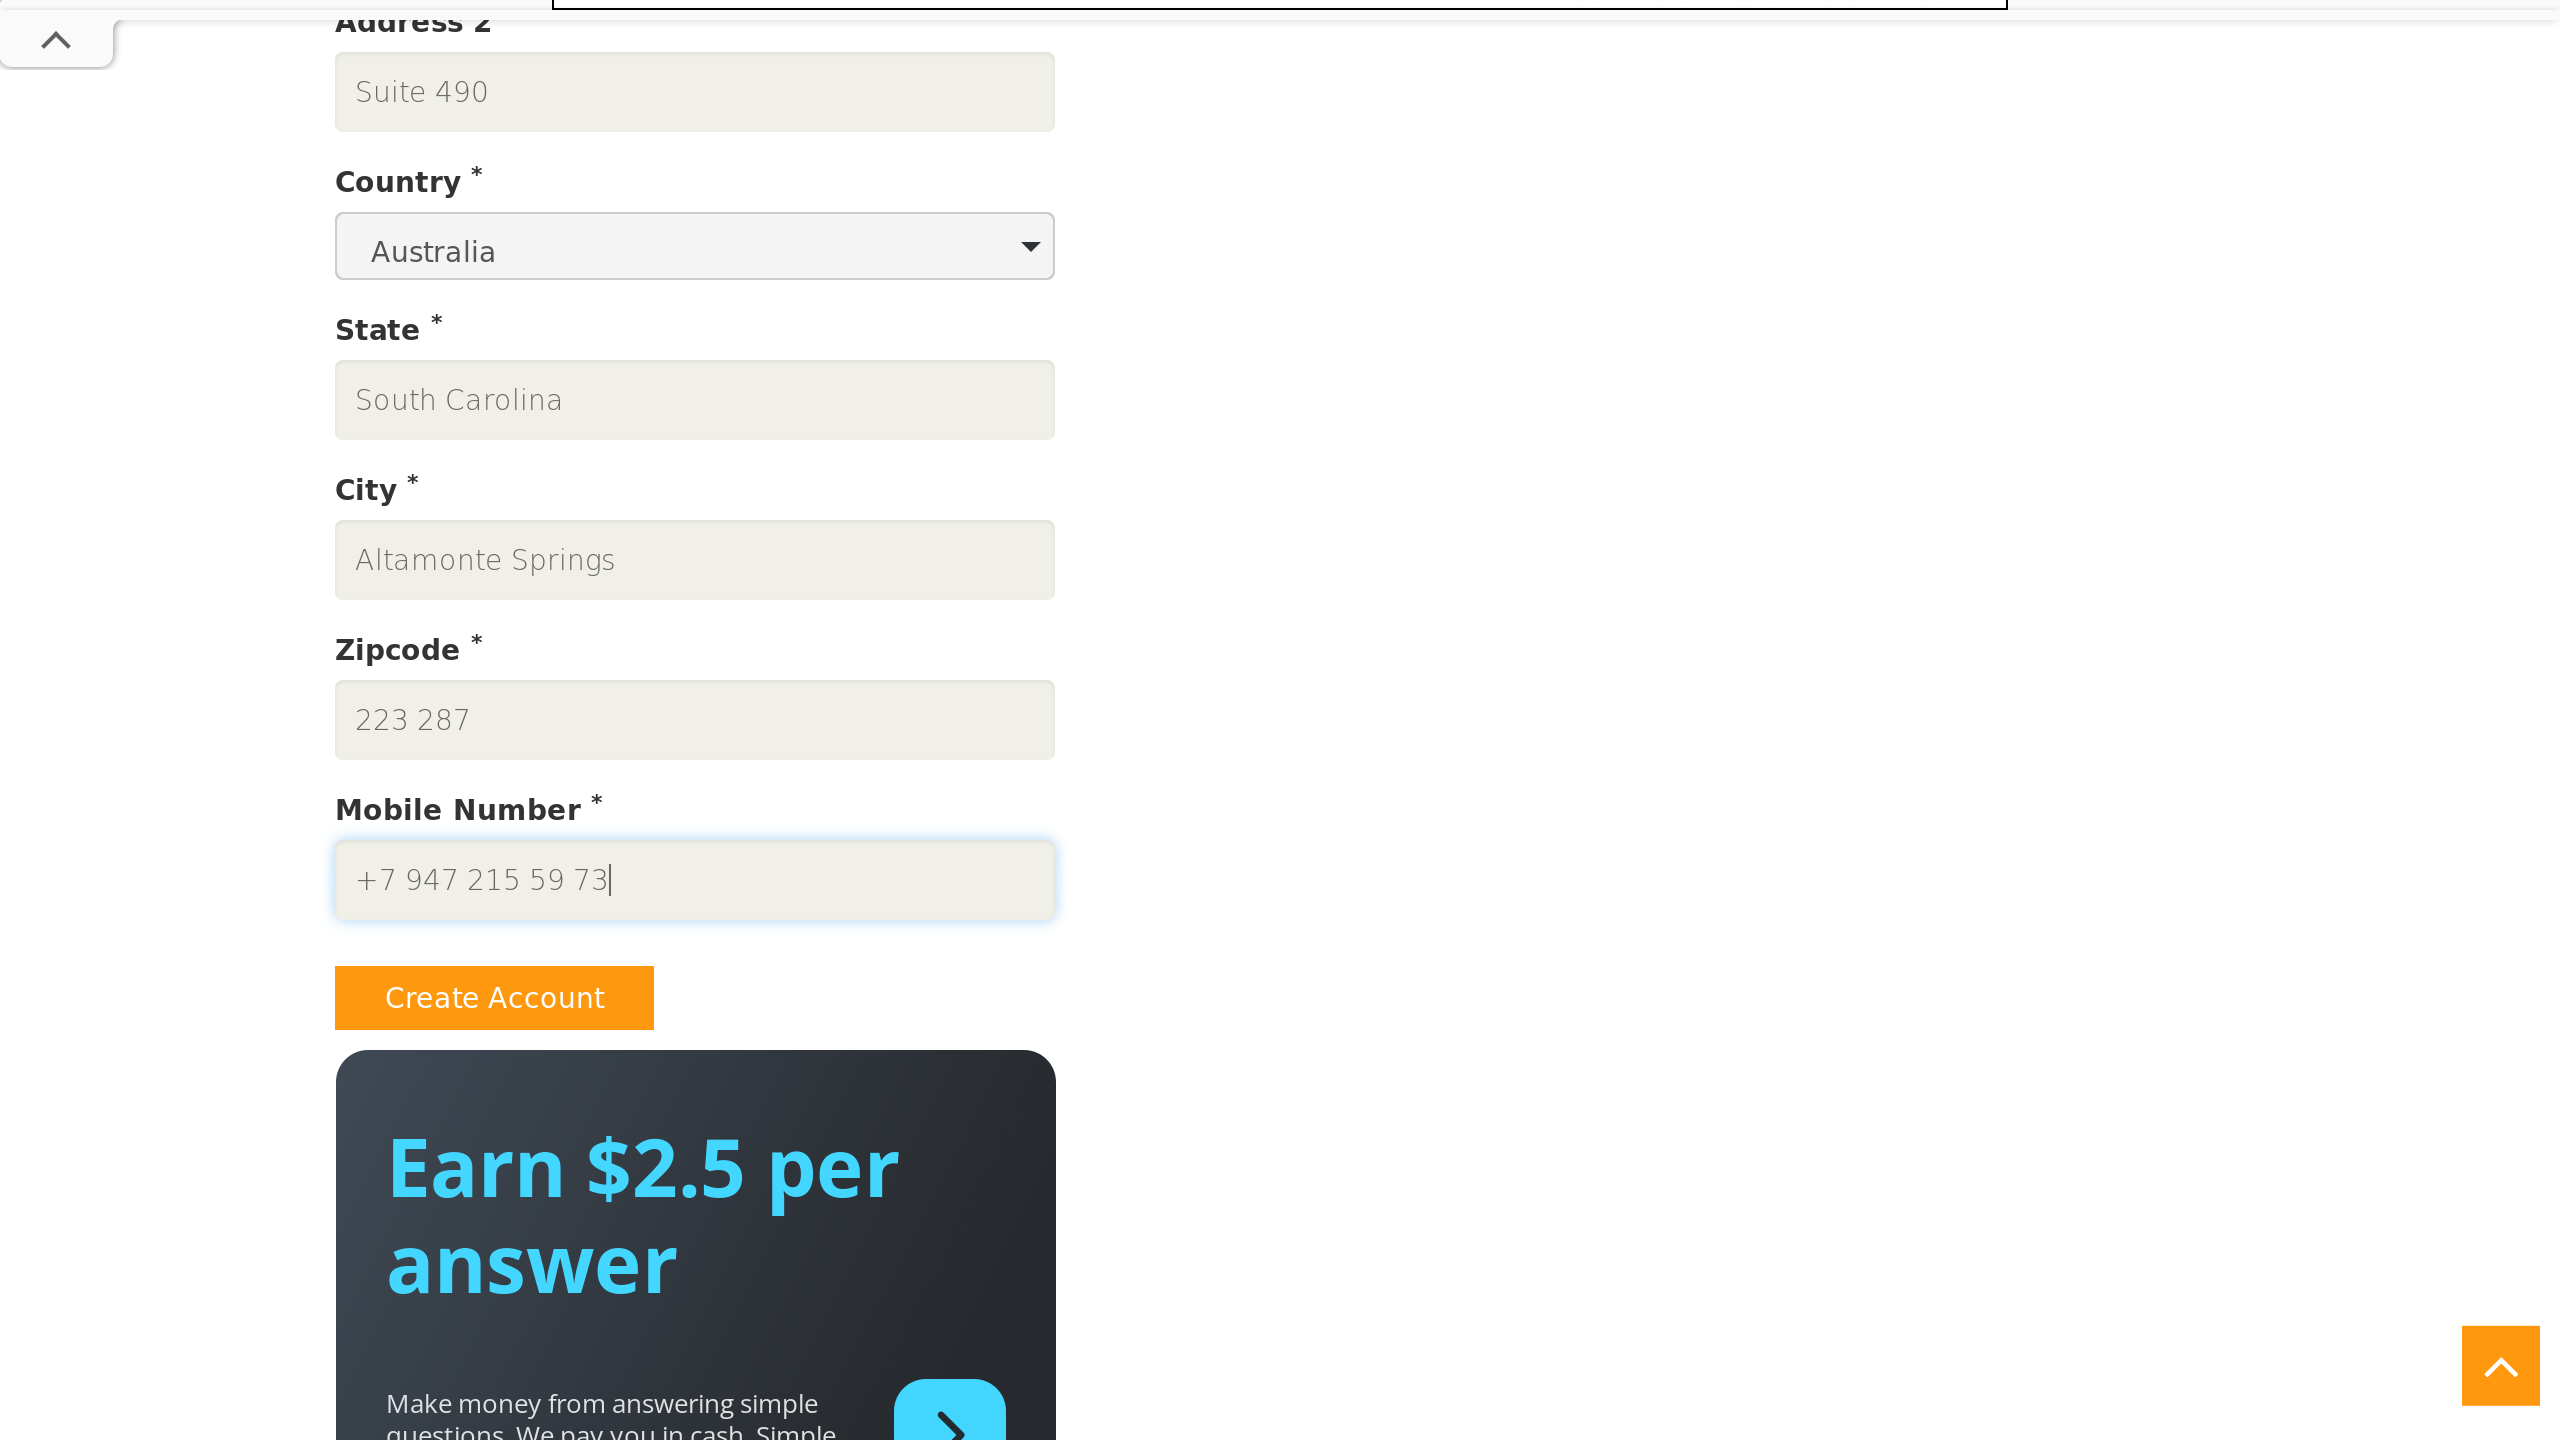 Address 2
Suite 490
Country *
Australia
State *
South Carolina
City *
Altamonte Springs
Zipcode *
223 287
Mobile Number *
+7 947 215 59 73
Create Account
Earn $2.5 per
answer
Make money from answering simple
questions. We pay you in cash. Simple